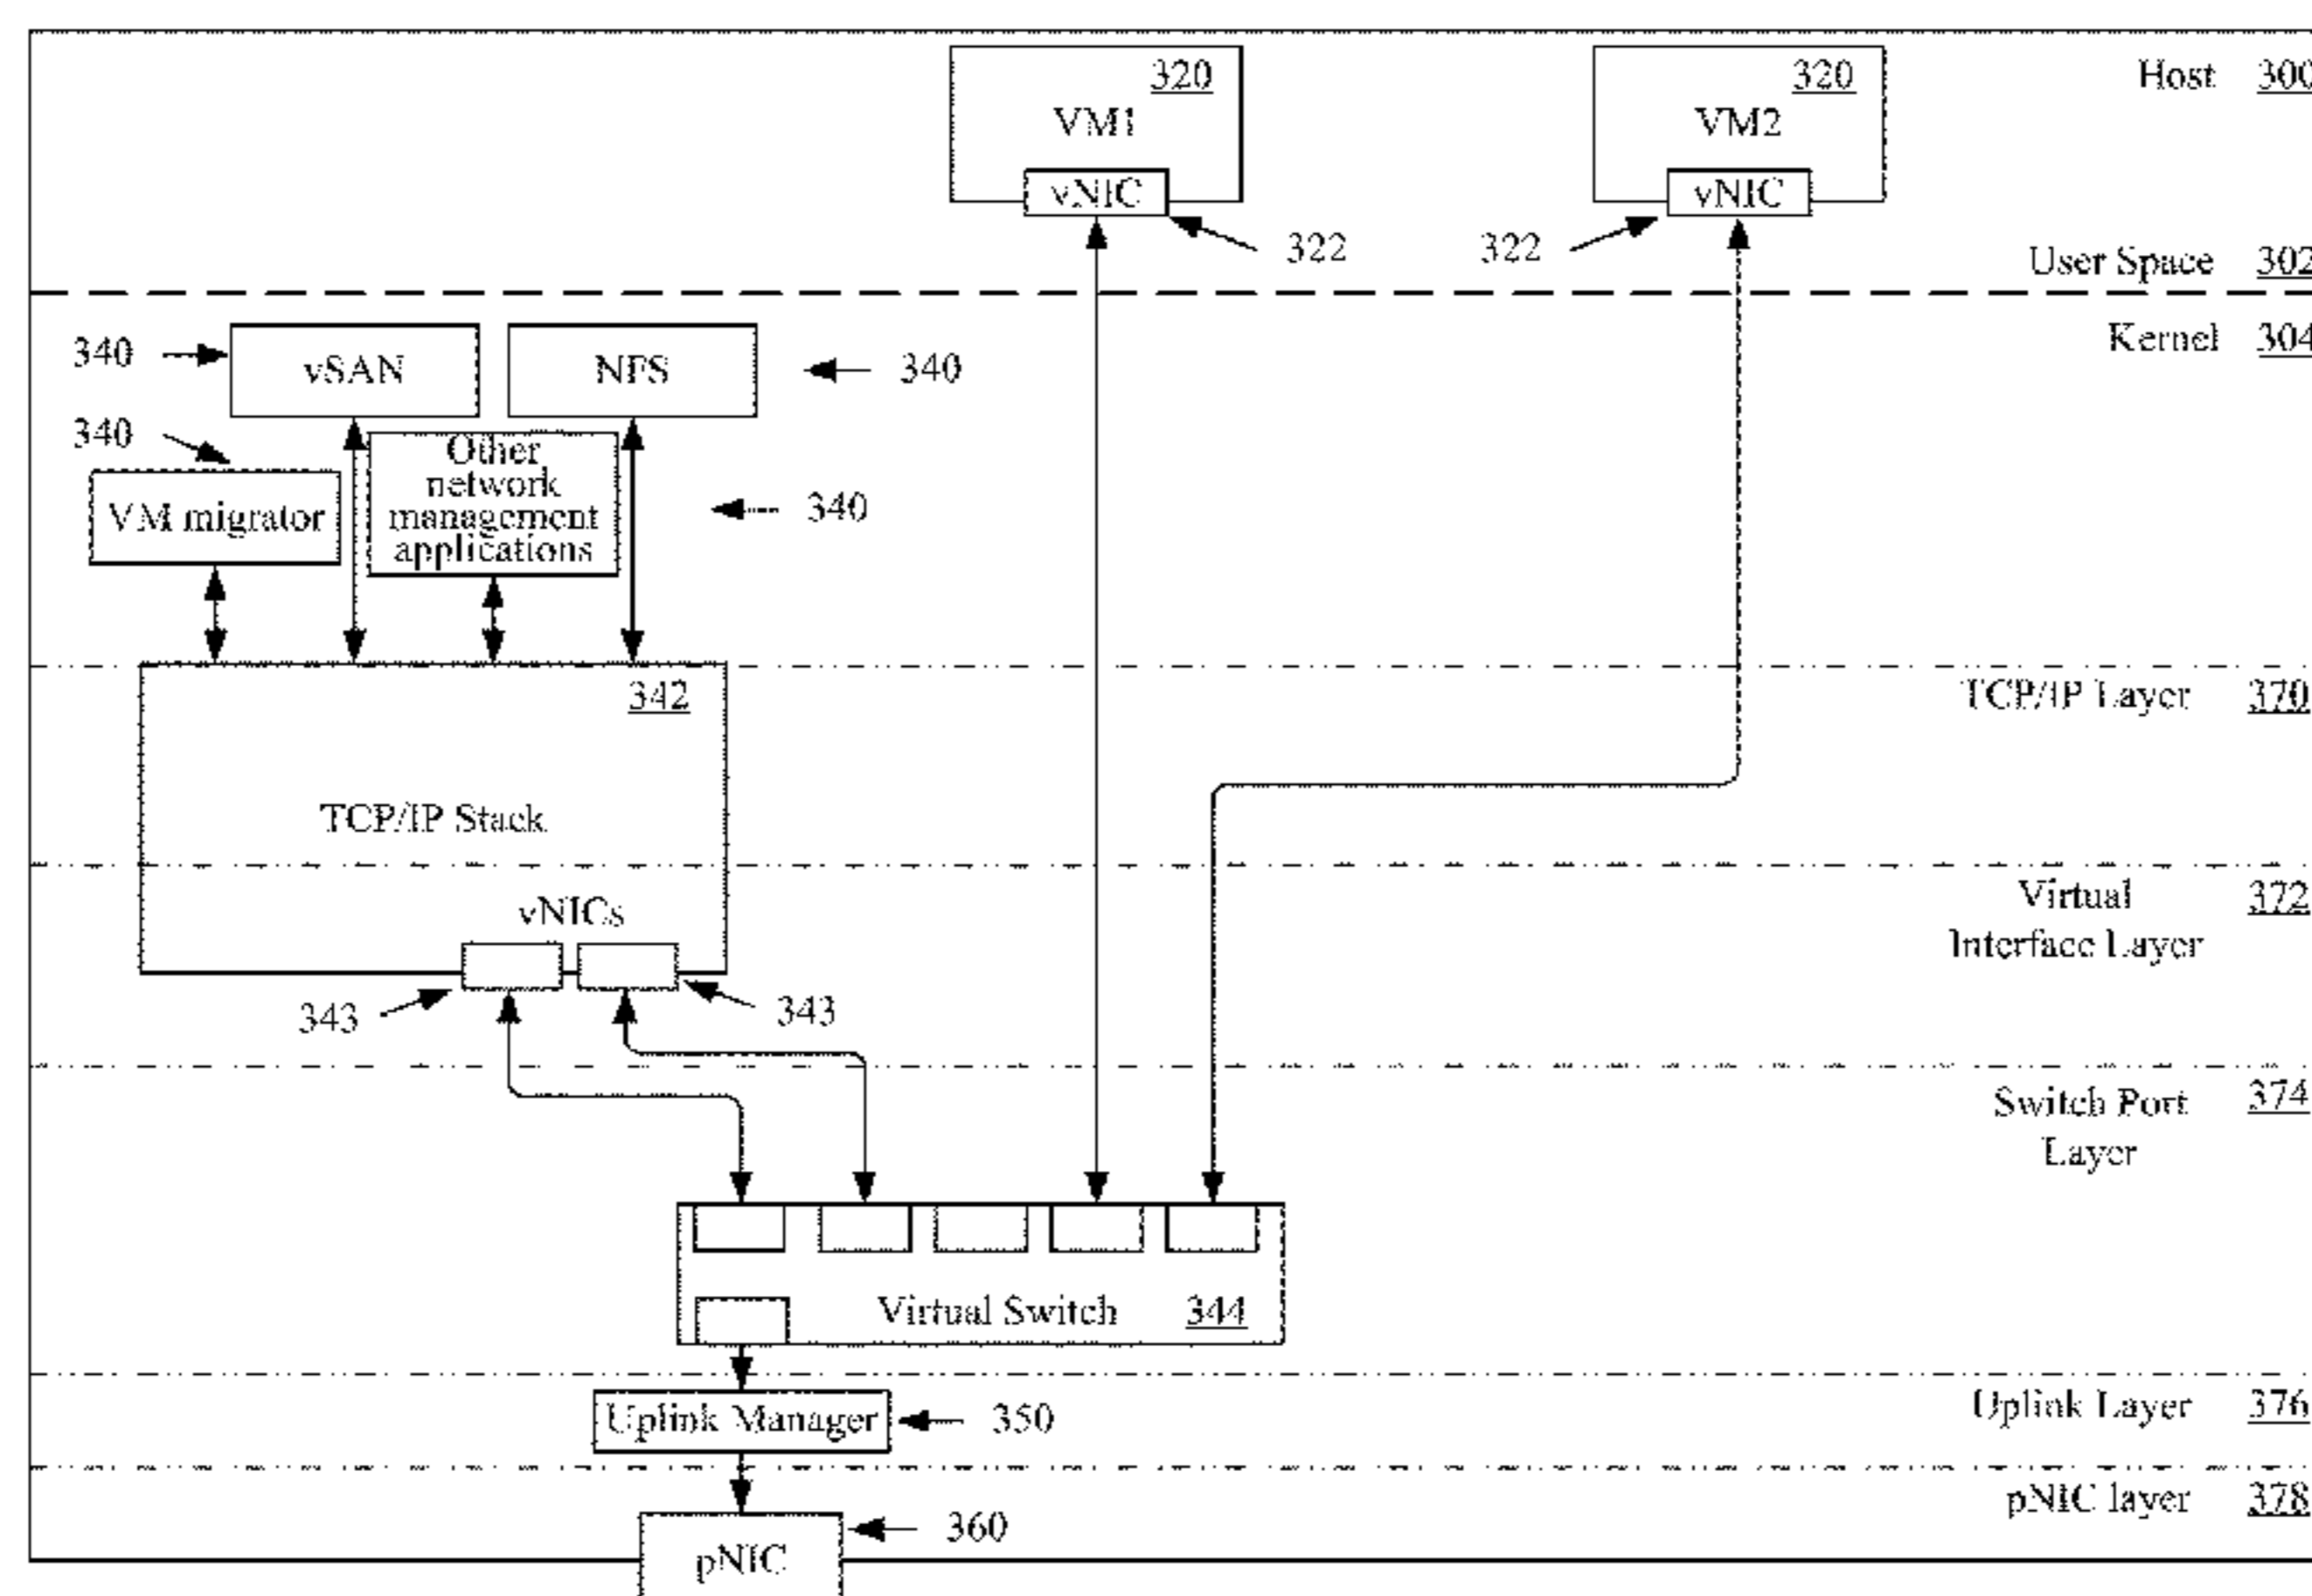 320
320
Host 300
VM1
VM2
vNIC
vNIC
322
322
User Space 302
Kernel 304
340
vSAN
NFS
340
340
Other
network
management
applications
VM migrator
340
342
TCP/IP Layer 370
TCP/IP Stack
vNICs
Virtual 372
Interface Layer
343
343
Switch Port 374
Layer
Virtual Switch 344
Uplink Manager
350
Uplink Layer 376
pNIC layer 378
360
pNIC